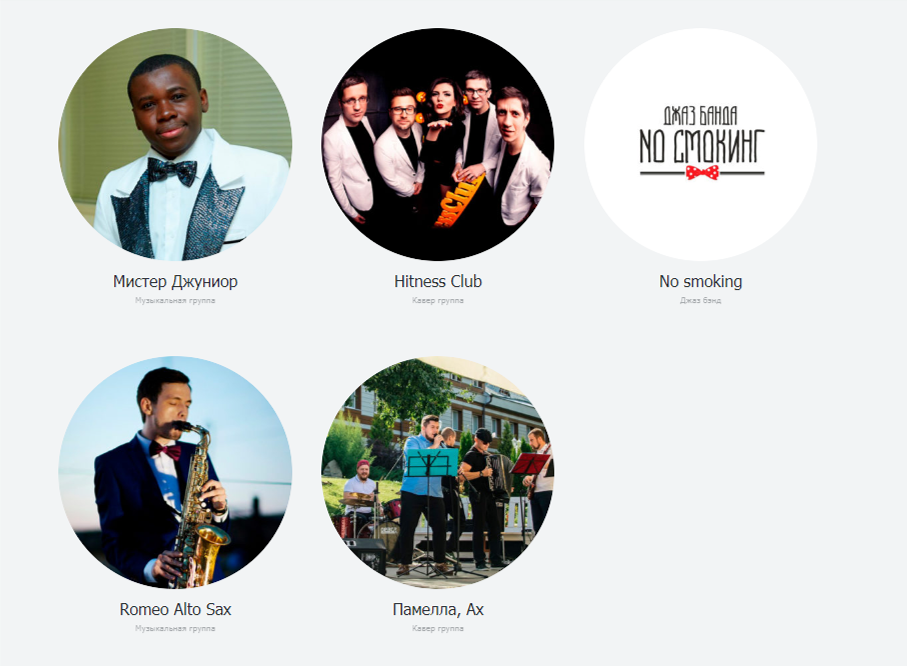 ДЖАЗ БАНДА
NO СМОКИНГ
Мистер Джуниор
Музыкальная группа
Hitness Club
Кавер группа
No smoking
Джаз бэнд
Romeo Alto Sax
Музыкальная группа
Памелла, Ах
Кавер группа